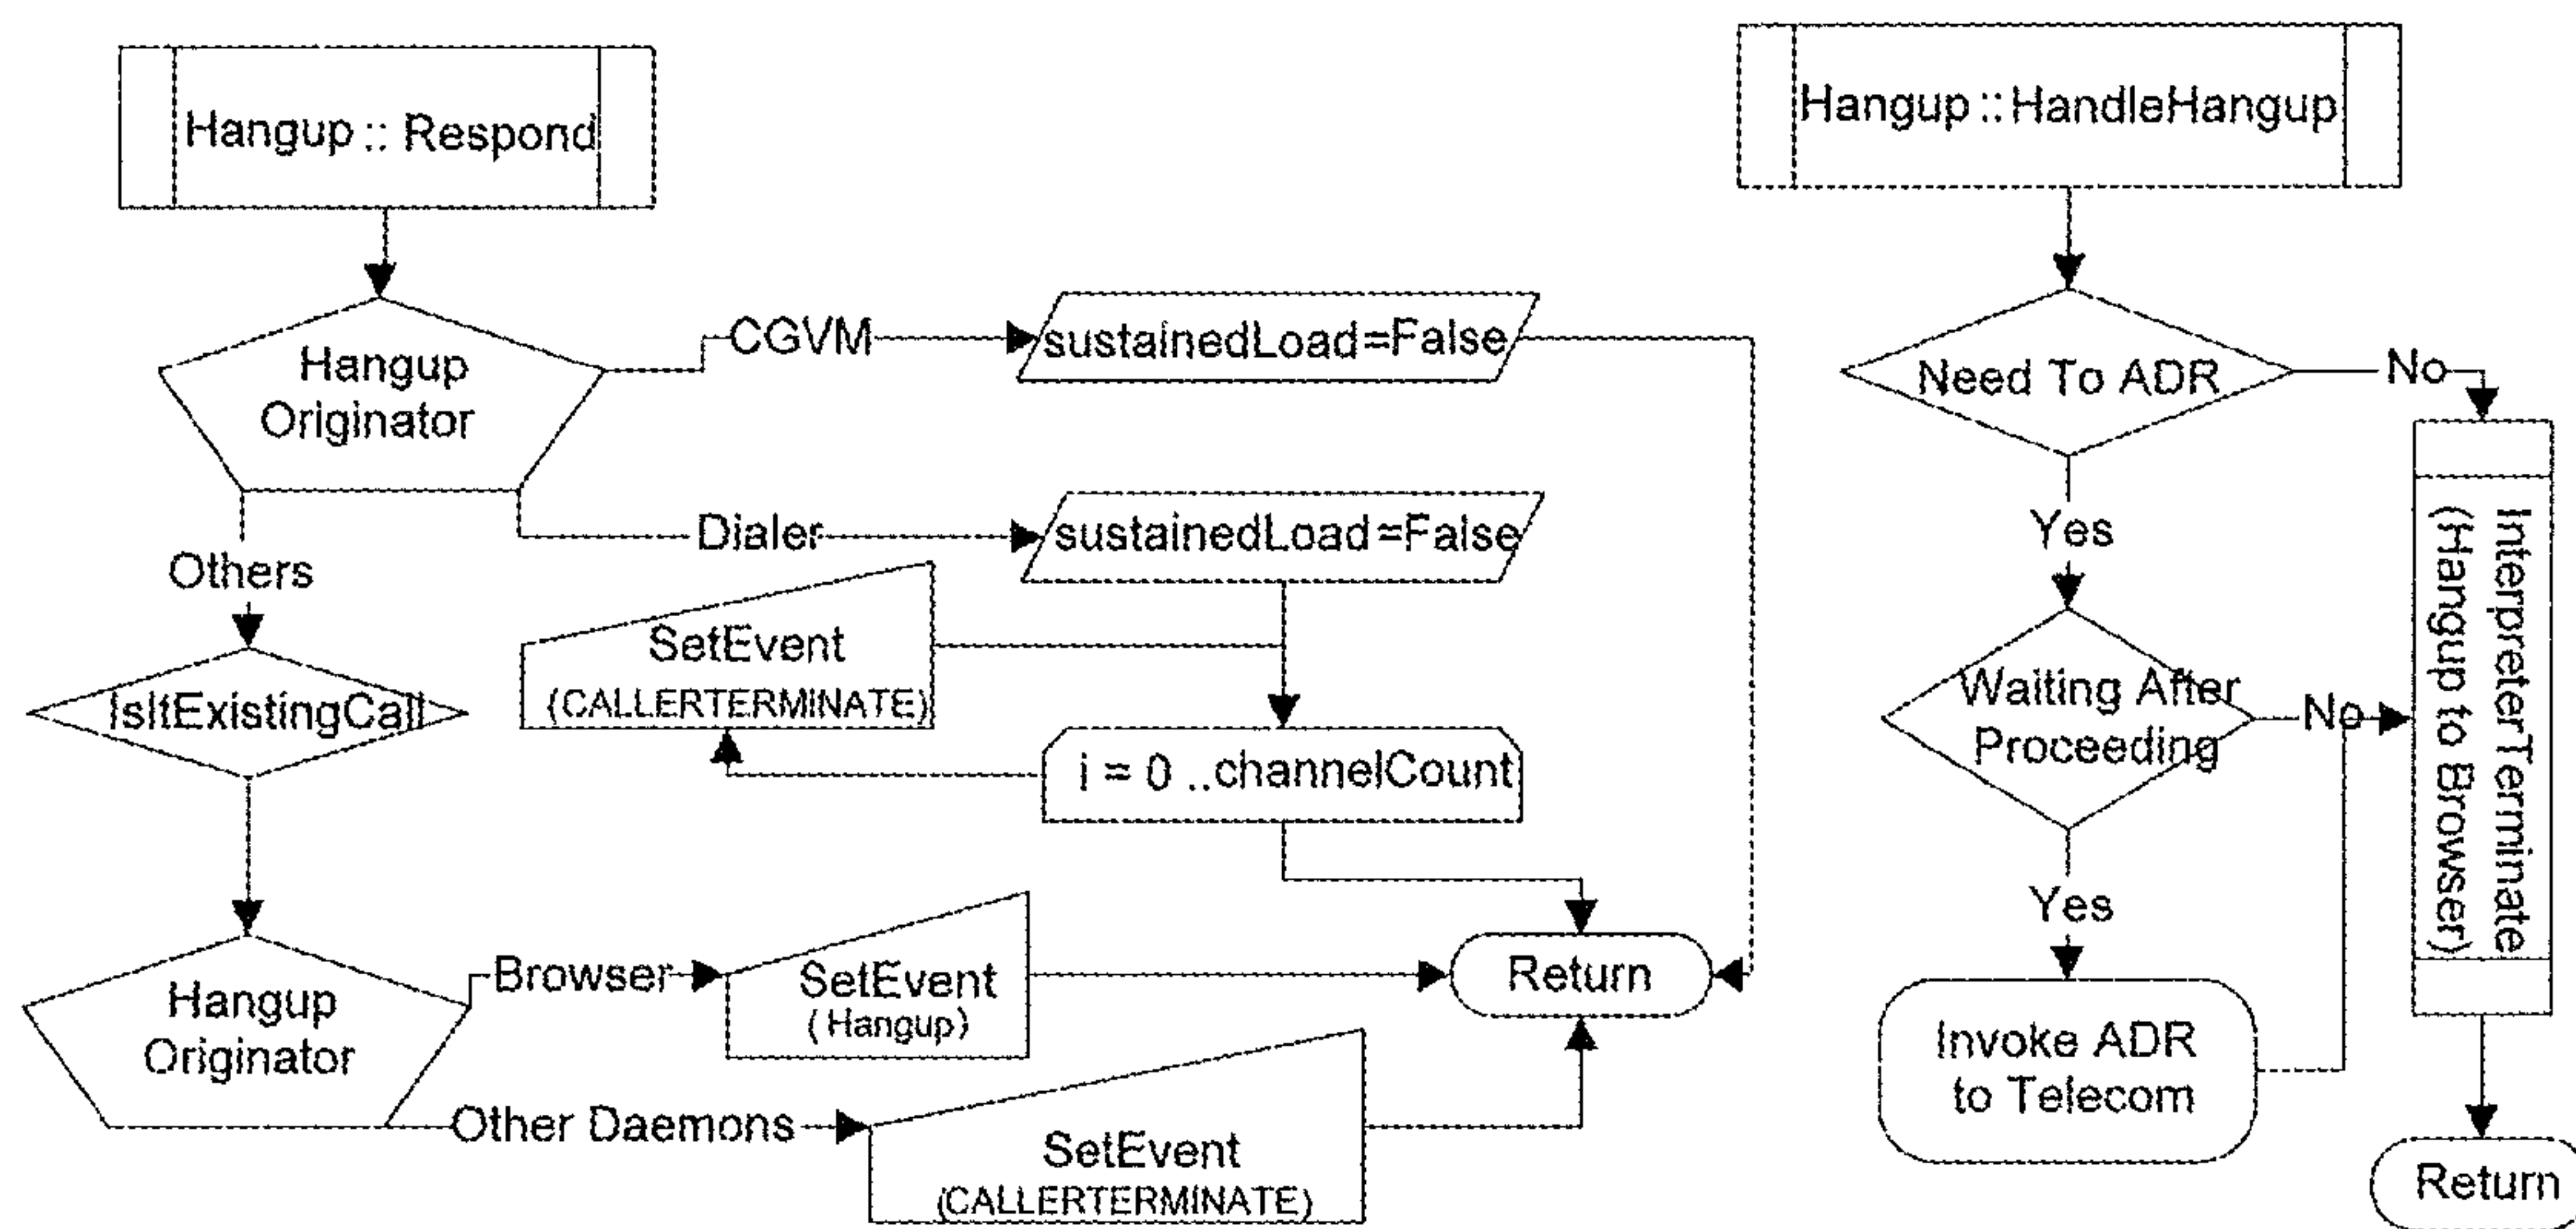 Hangup :: Respond
Hangup
Originator
CGVM
sustainedLoad=False
Dialer
sustainedLoad=False
Others
SetEvent
(CALLERTERMINATE)
IsItExistingCall
i = 0 ..channelCount
Hangup
Originator
Browser
SetEvent
(Hangup)
Return
Other Daemons
SetEvent
(CALLERTERMINATE)
Hangup :: HandleHangup
Need To ADR
No
Yes
Waiting After
Proceeding
No
Yes
Invoke ADR
to Telecom
InterpreterTerminate
(Hangup to Browser)
Return